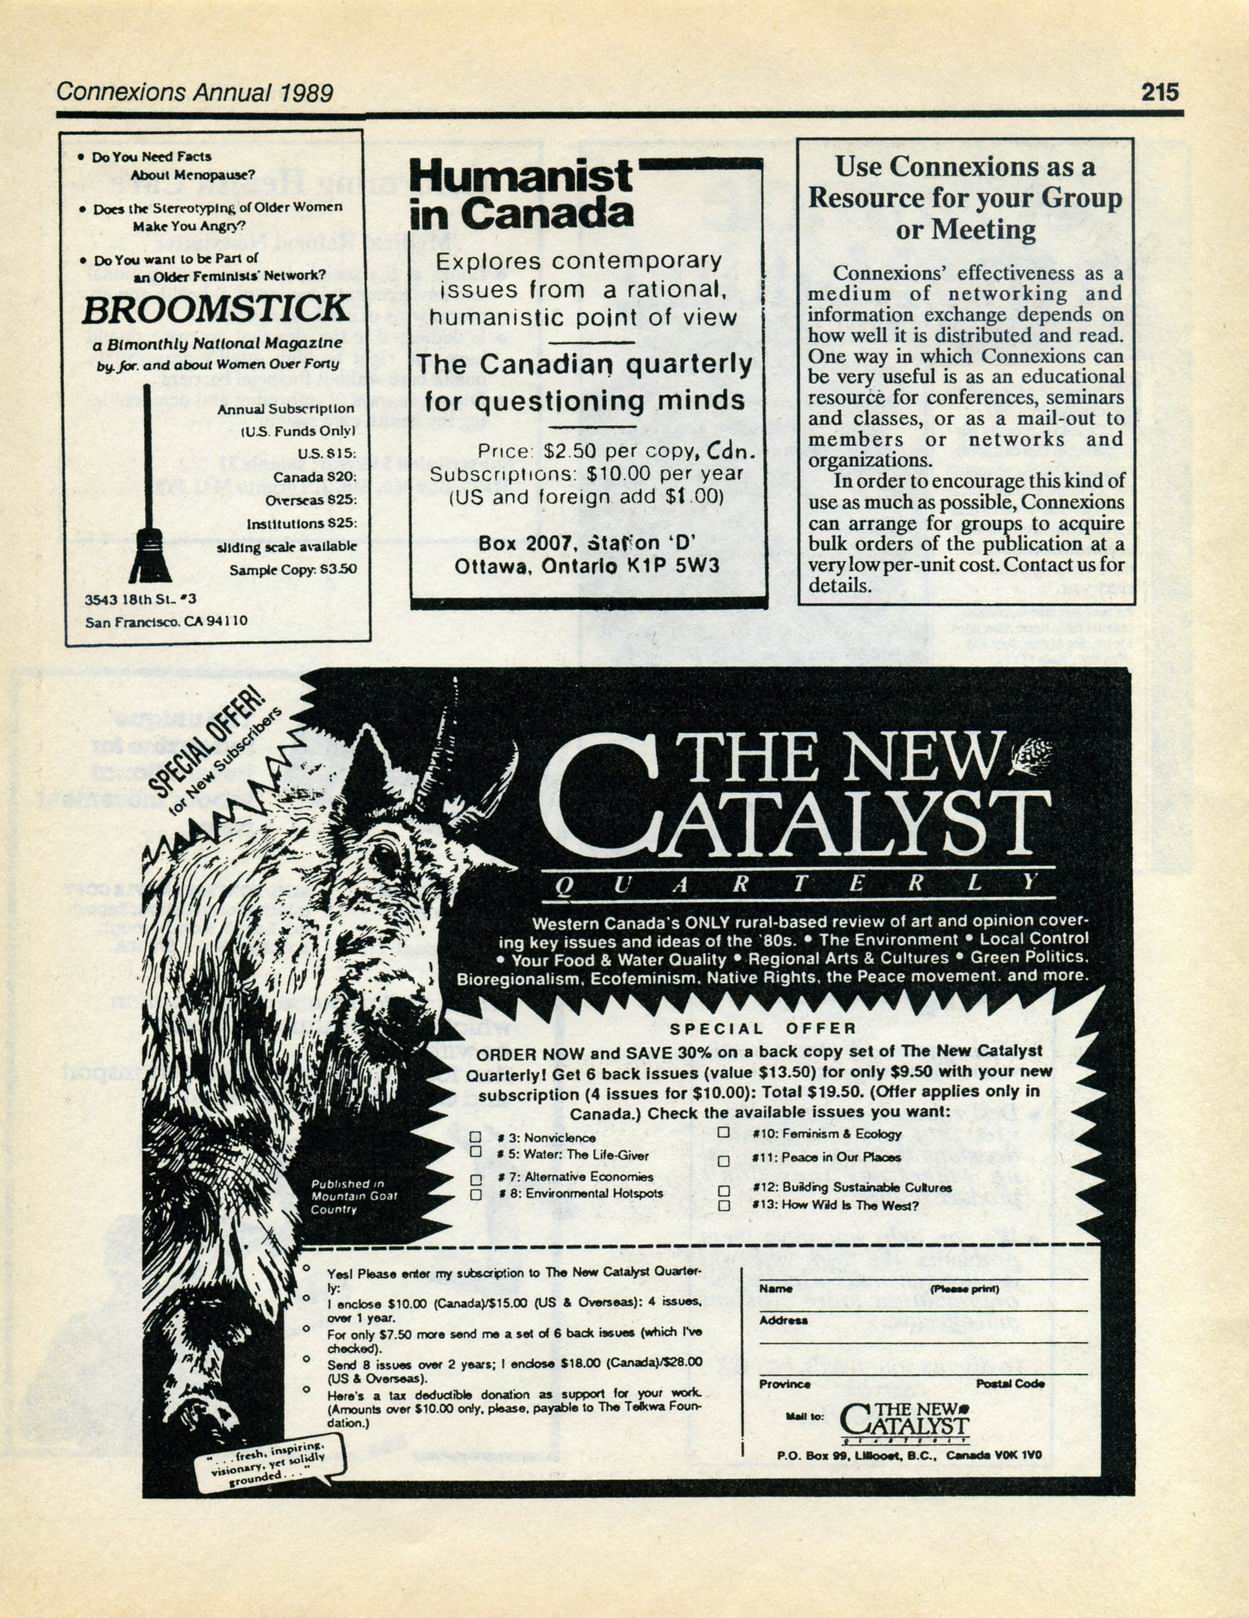 Connexions Annual 1989
215
• Do You Need Facts
About Menopause?
• Does the Stereotyping of Older Women
Make You Angry?
• Do You want to be Part of
an Older Feminists' Network?
BROOMSTICK
a Bimonthly National Magazine
by, for, and about Women Over Forty
Annual Subscription
(U.S. Funds Only)
U.S. $15:
Canada $20:
Overseas $25:
Institutions $25:
sliding scale available
Sample Copy: $3.50
3543 18th St., #3
San Francisco, CA 94110
Humanist
in Canada
Explores contemporary
issues from a rational,
humanistic point of view
The Canadian quarterly
for questioning minds
Price: $2.50 per copy, Cdn.
Subscriptions: $10.00 per year
(US and foreign add $1.00)
Box 2007, Station 'D'
Ottawa, Ontario K1P 5W3
Use Connexions as a
Resource for your Group
or Meeting
Connexions' effectiveness as a
medium of networking and
information exchange depends on
how well it is distributed and read.
One way in which Connexions can
be very useful is as an educational
resource for conferences, seminars
and classes, or as a mail-out to
members or networks and
organizations.
In order to encourage this kind of
use as much as possible, Connexions
can arrange for groups to acquire
bulk orders of the publication at a
very low per-unit cost. Contact us for
details.
SPECIAL OFFER!
for New Subscribers
THE NEW
CATALYST
QUARTERLY
Western Canada's ONLY rural-based review of art and opinion cover-
ing key issues and ideas of the '80s. • The Environment • Local Control
• Your Food & Water Quality • Regional Arts & Cultures • Green Politics,
Bioregionalism, Ecofeminism, Native Rights, the Peace movement, and more.
SPECIAL OFFER
ORDER NOW and SAVE 30% on a back copy set of The New Catalyst
Quarterly! Get 6 back issues (value $13.50) for only $9.50 with your new
subscription (4 issues for $10.00): Total $19.50. (Offer applies only in
Canada.) Check the available issues you want:
# 3: Nonviolence
# 5: Water: The Life-Giver
# 7: Alternative Economies
# 8: Environmental Hotspots
#10: Feminism & Ecology
#11: Peace in Our Places
#12: Building Sustainable Cultures
#13: How Wild Is The West?
Published in
Mountain Goat
Country
Yes! Please enter my subscription to The New Catalyst Quarter-
ly:
I enclose $10.00 (Canada)/$15.00 (US & Overseas): 4 issues,
over 1 year.
For only $7.50 more send me a set of 6 back issues (which I've
checked).
Send 8 issues over 2 years; I enclose $18.00 (Canada)/$28.00
(US & Overseas).
Here's a tax deductible donation as support for your work.
(Amounts over $10.00 only, please, payable to The Telkwa Foun-
dation.)
Name (Please print)
Address
Province Postal Code
Mail to:
THE NEW
CATALYST
QUARTERLY
P.O. Box 99, Lillooet, B.C., Canada V0K 1V0
"...fresh, inspiring,
visionary, yet solidly
grounded..."